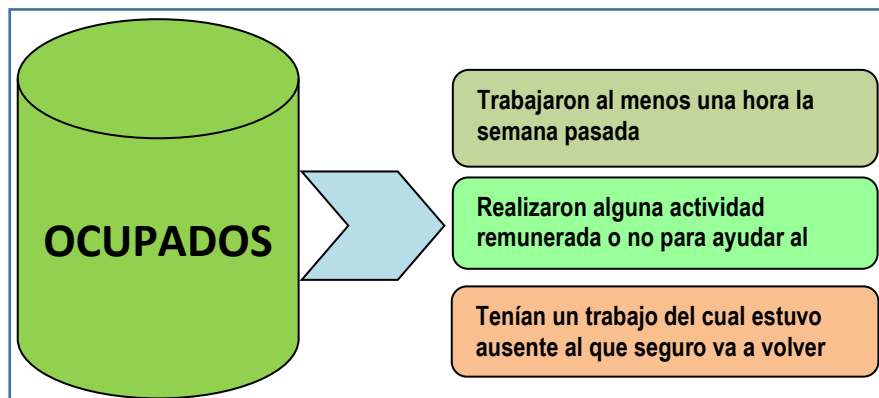 OCUPADOS
Trabajaron al menos una hora la
semana pasada
Realizaron alguna actividad
remunerada o no para ayudar al
Tenían un trabajo del cual estuvo
ausente al que seguro va a volver